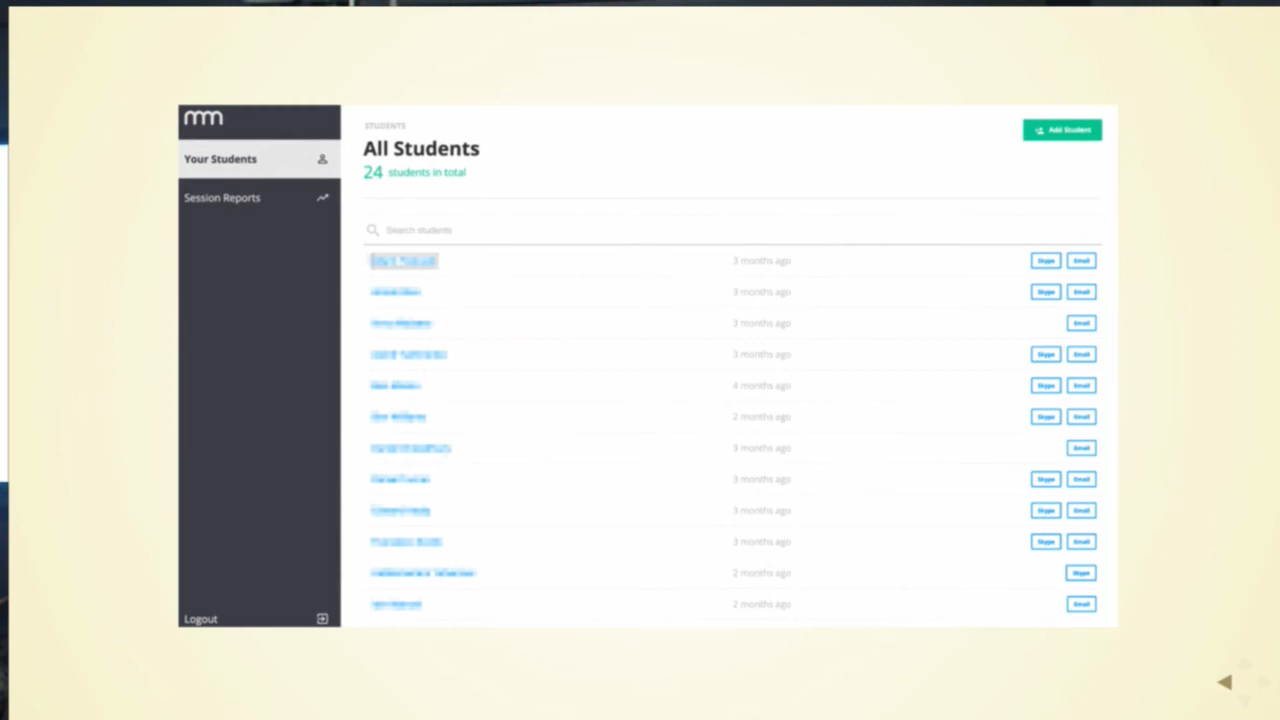 mm
Your Students
Session Reports
Logout
STUDENTS
All Students
24 students in total
Add Student
Search students
3 months ago Skype Email
3 months ago Skype Email
3 months ago Email
3 months ago Skype Email
4 months ago Skype Email
2 months ago Skype Email
3 months ago Email
3 months ago Skype Email
3 months ago Skype Email
3 months ago Skype Email
2 months ago Skype
2 months ago Email